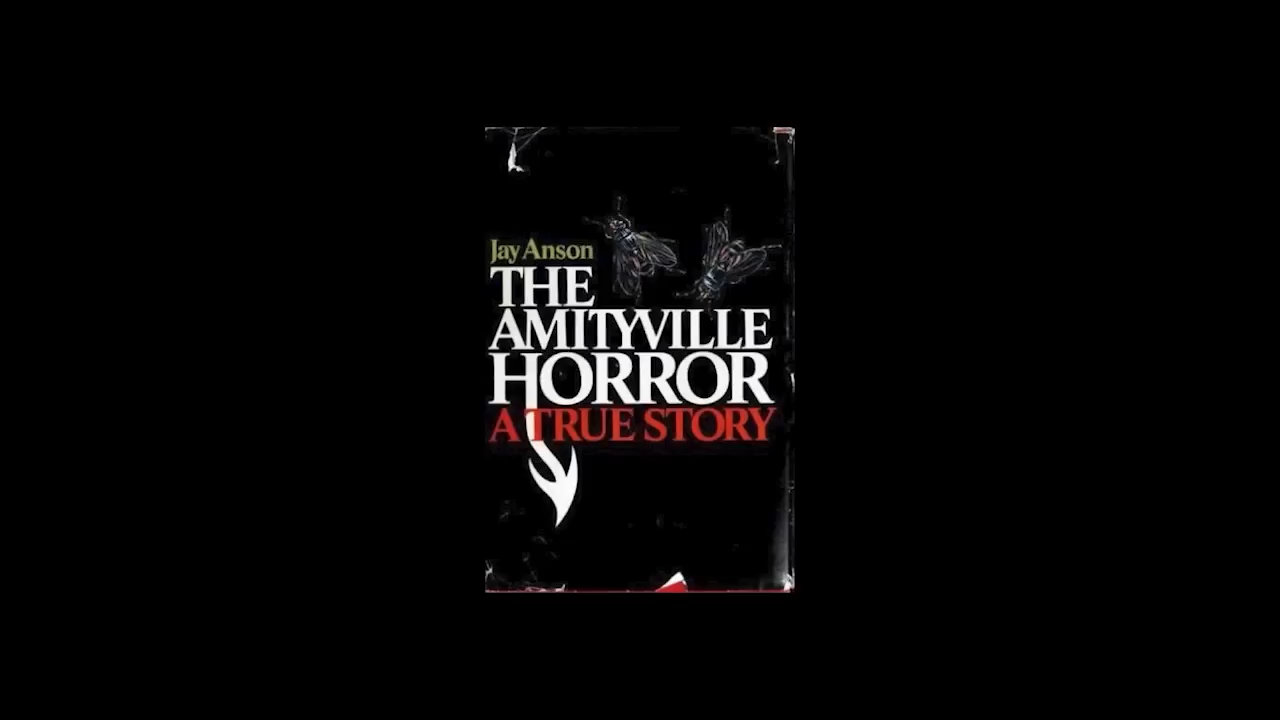 Jay Anson
THE
AMITYVILLE
HORROR
A TRUE STORY